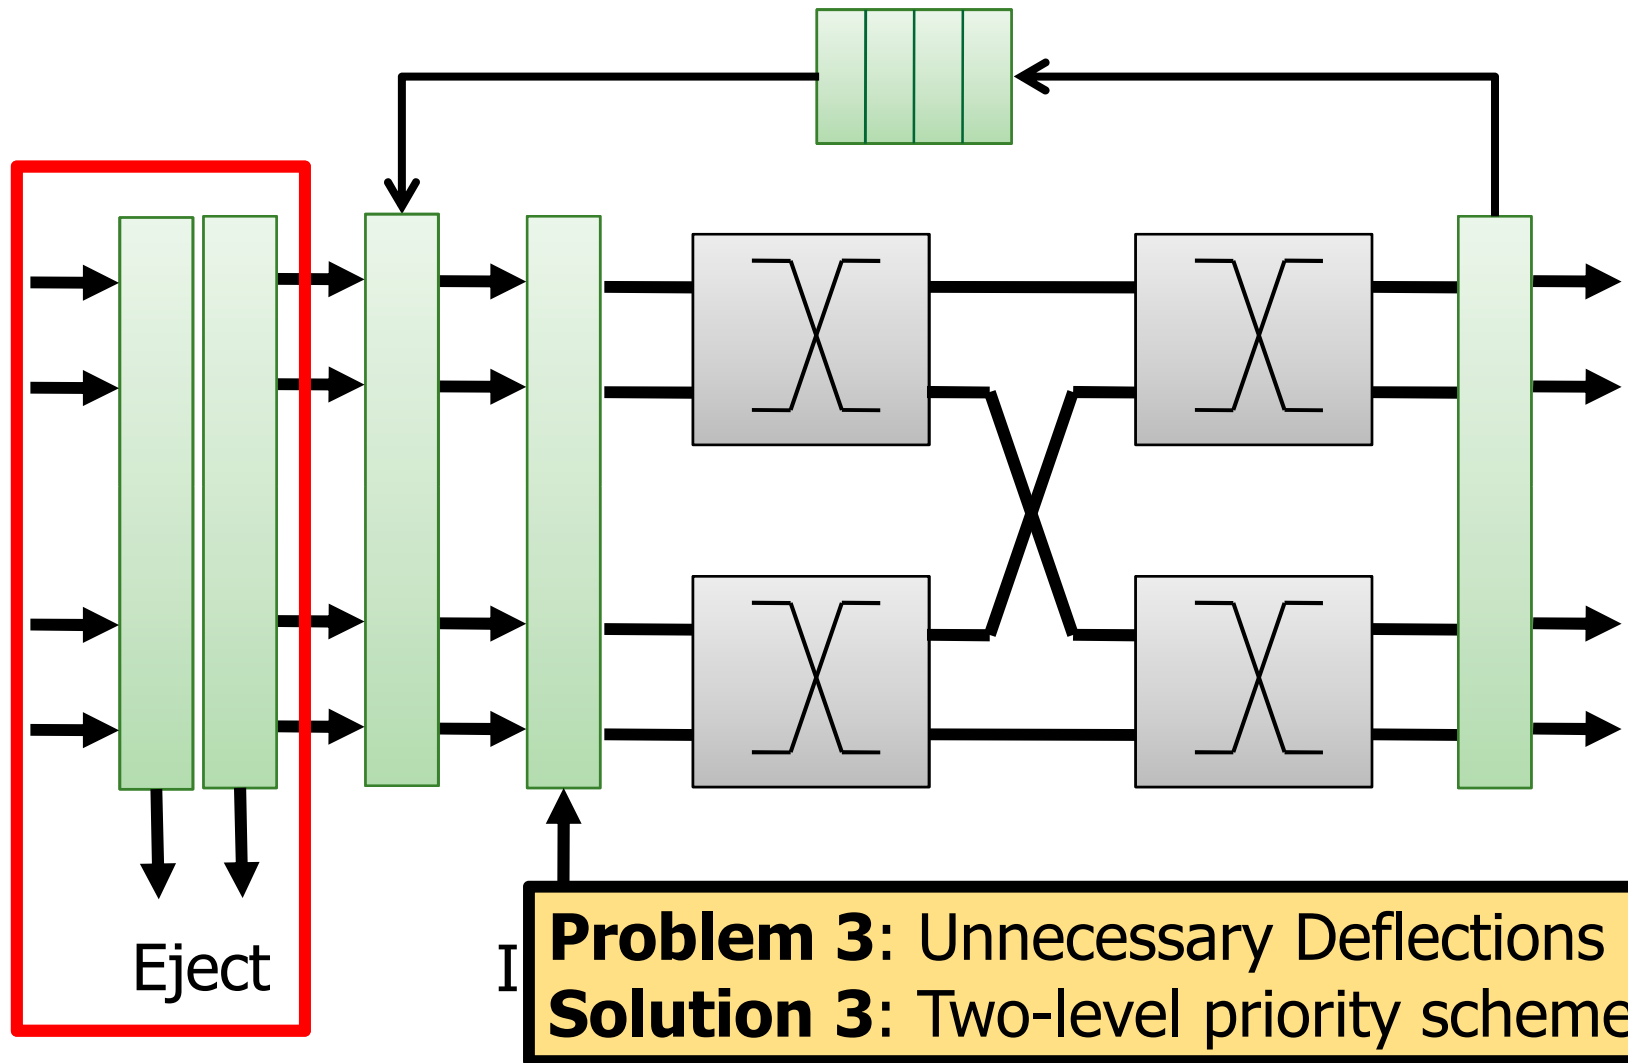 Eject
I
Problem 3: Unnecessary Deflections
Solution 3: Two-level priority scheme